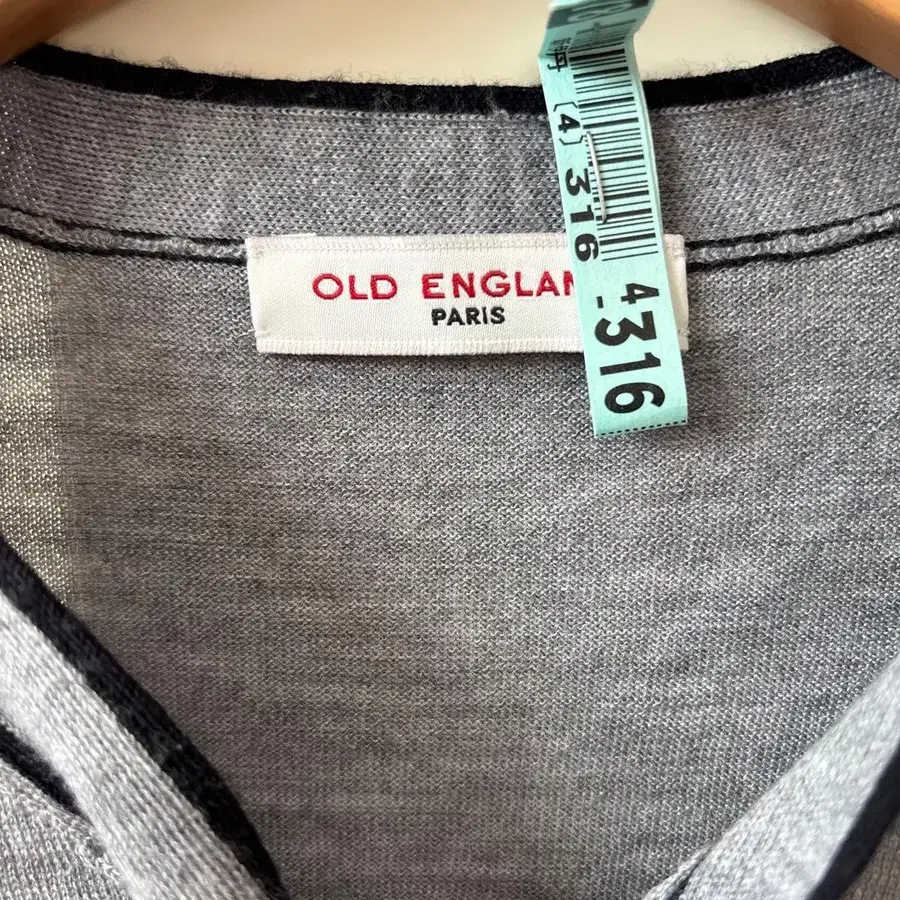 OLD ENGLAN
PARIS
(4) 316
4
-316